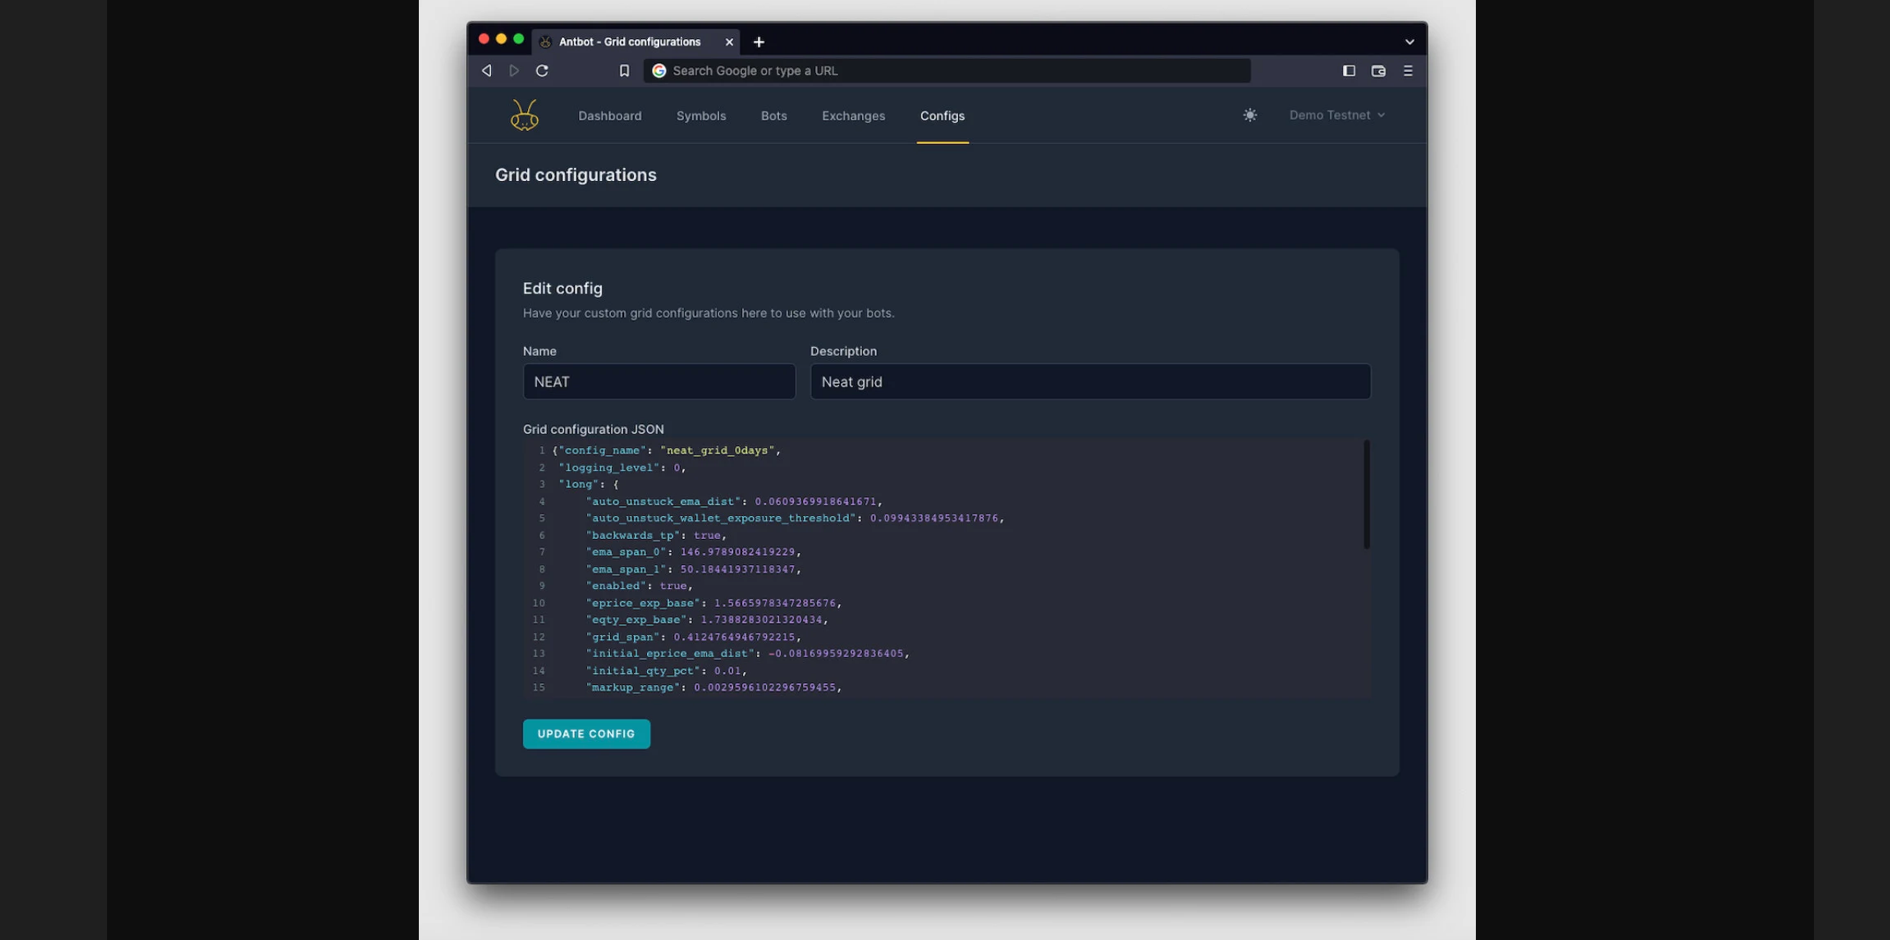 Antbot - Grid configurations
Search Google or type a URL
Dashboard Symbols Bots Exchanges Configs Demo Testnet
Grid configurations
Edit config
Have your custom grid configurations here to use with your bots.
Name Description
NEAT Neat grid
Grid configuration JSON
1 {"config_name": "neat_grid_0days",
2 "logging_level": 0,
3 "long": {
4 "auto_unstuck_ema_dist": 0.0609369918641671,
5 "auto_unstuck_wallet_exposure_threshold": 0.09943384953417876,
6 "backwards_tp": true,
7 "ema_span_0": 146.9789082419229,
8 "ema_span_1": 50.18441937118347,
9 "enabled": true,
10 "eprice_exp_base": 1.5665978347285676,
11 "eqty_exp_base": 1.7388283021320434,
12 "grid_span": 0.4124764946792215,
13 "initial_eprice_ema_dist": -0.08169959292836405,
14 "initial_qty_pct": 0.01,
15 "markup_range": 0.0029596102296759455,
UPDATE CONFIG